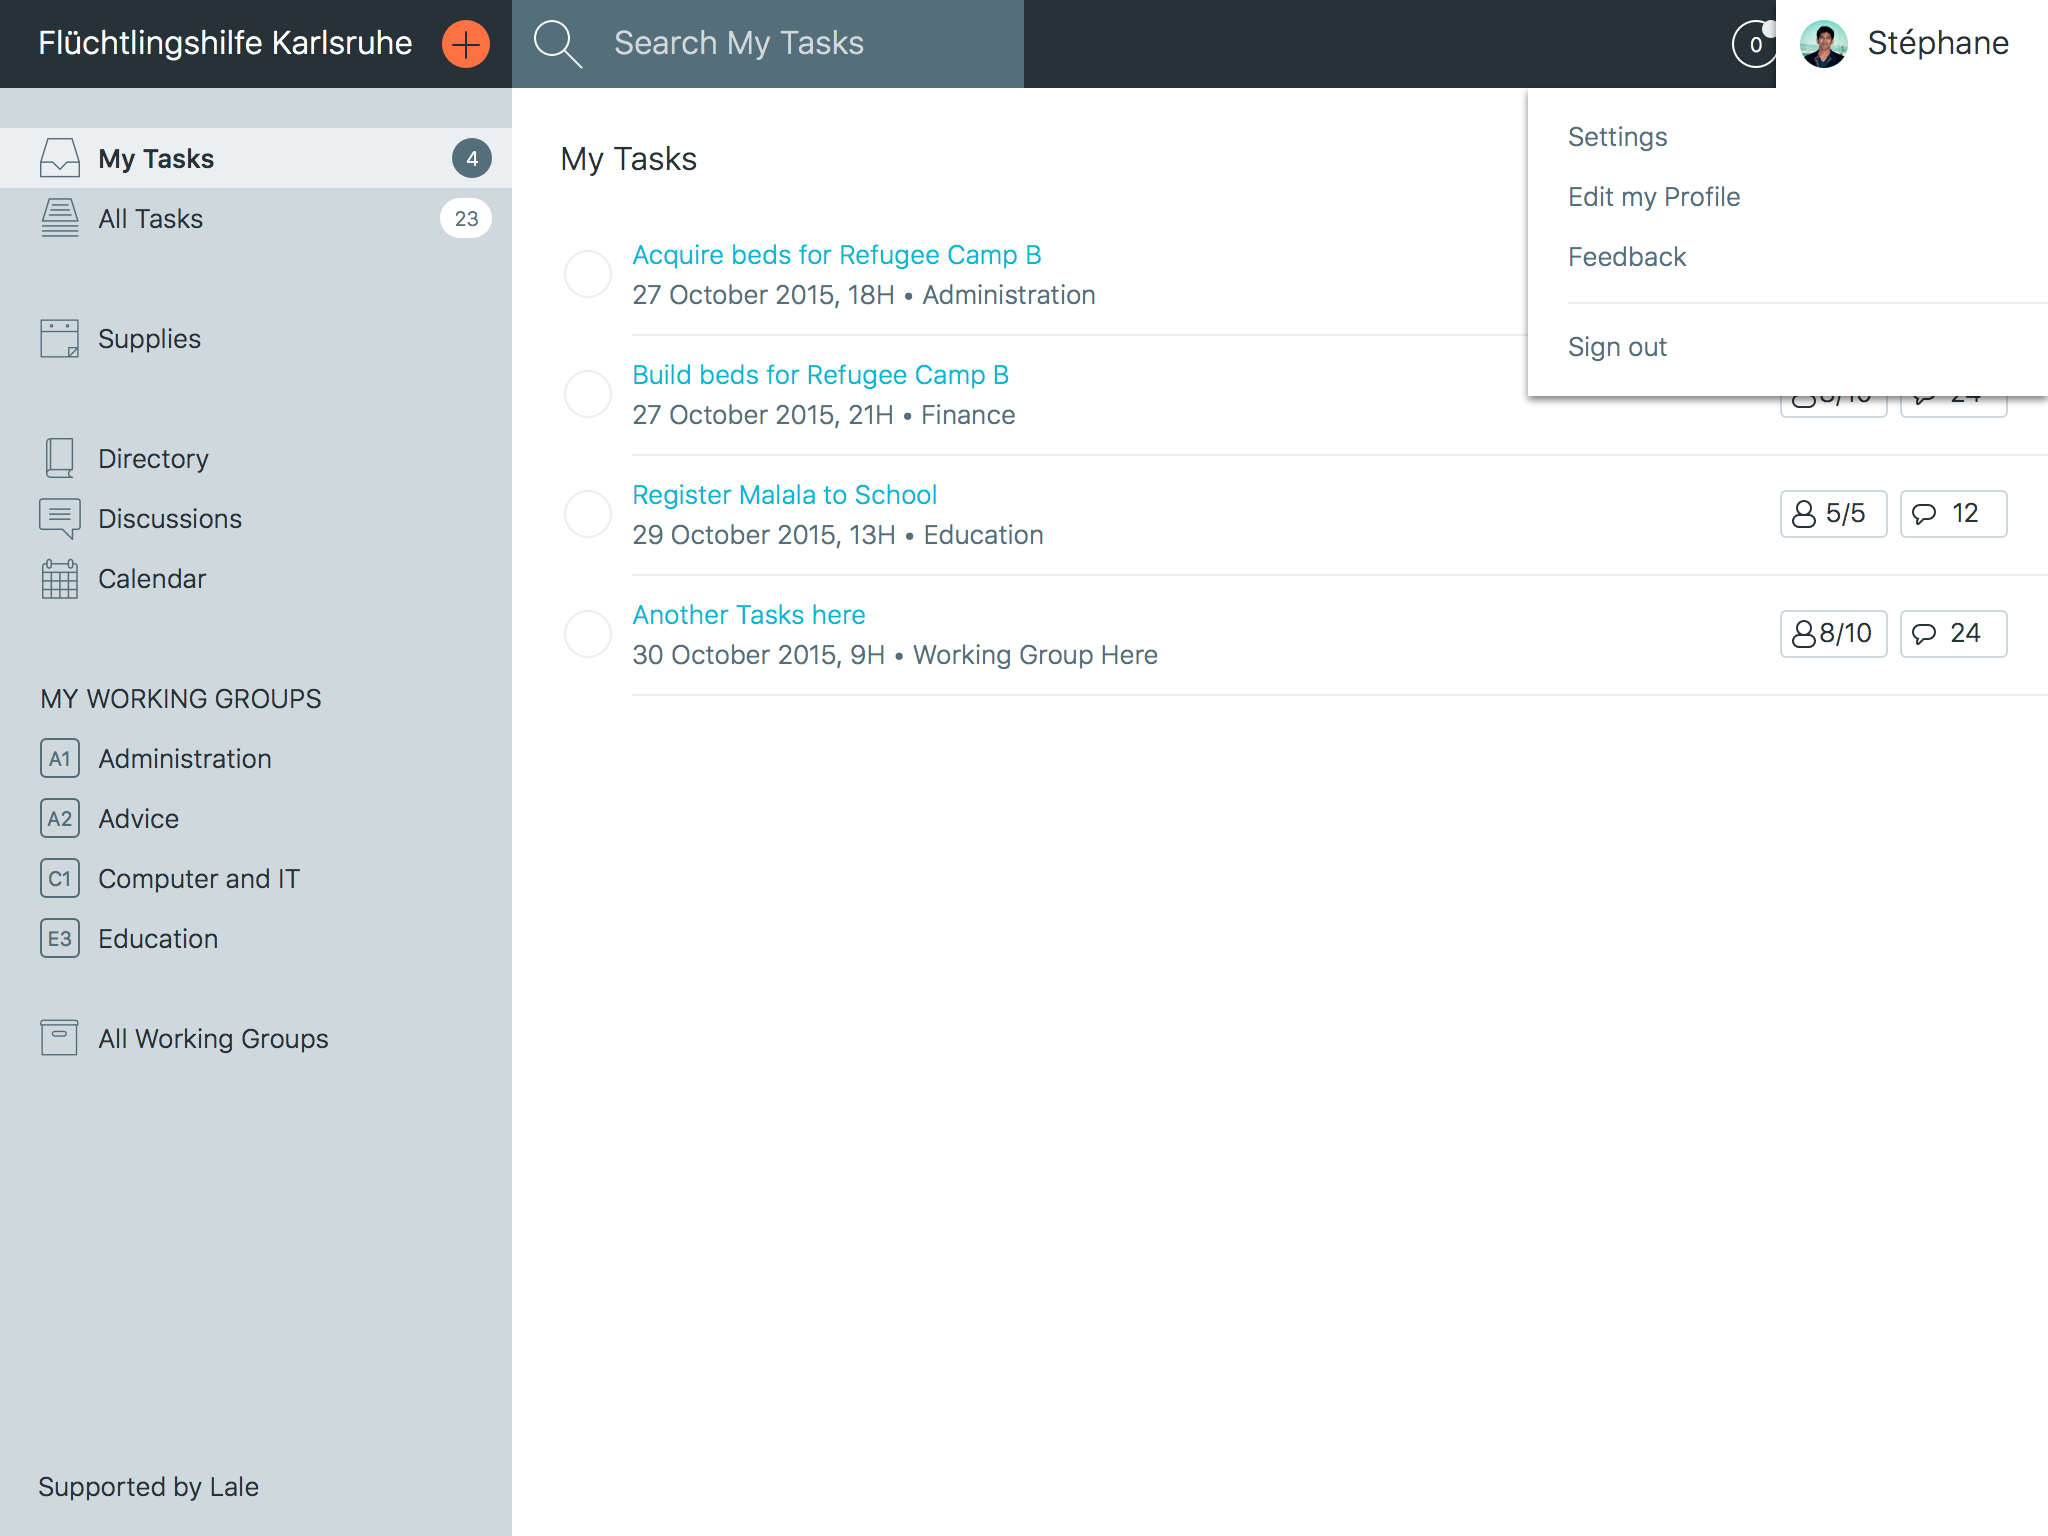 Flüchtlingshilfe Karlsruhe
Search My Tasks
0
Stéphane
My Tasks
4
All Tasks
23
Supplies
Directory
Discussions
Calendar
MY WORKING GROUPS
A1 Administration
A2 Advice
C1 Computer and IT
E3 Education
All Working Groups
Supported by Lale
My Tasks
Acquire beds for Refugee Camp B
27 October 2015, 18H • Administration
Build beds for Refugee Camp B
27 October 2015, 21H • Finance
Register Malala to School
29 October 2015, 13H • Education
5/5
12
Another Tasks here
30 October 2015, 9H • Working Group Here
8/10
24
Settings
Edit my Profile
Feedback
Sign out